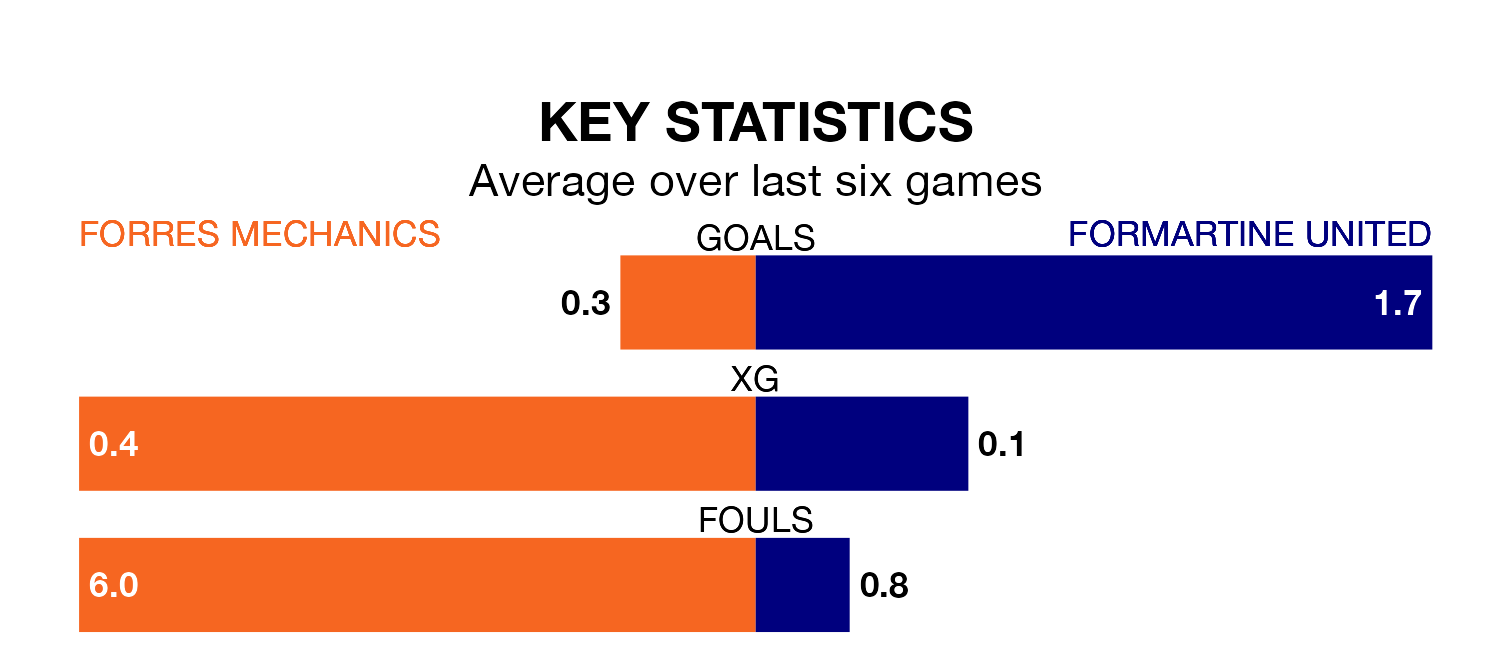 KEY STATISTICS
Average over last six games
FORRES MECHANICS
GOALS
FORMARTINE UNITED
0.3
1.7
XG
0.4
0.1
FOULS
6.0
0.8